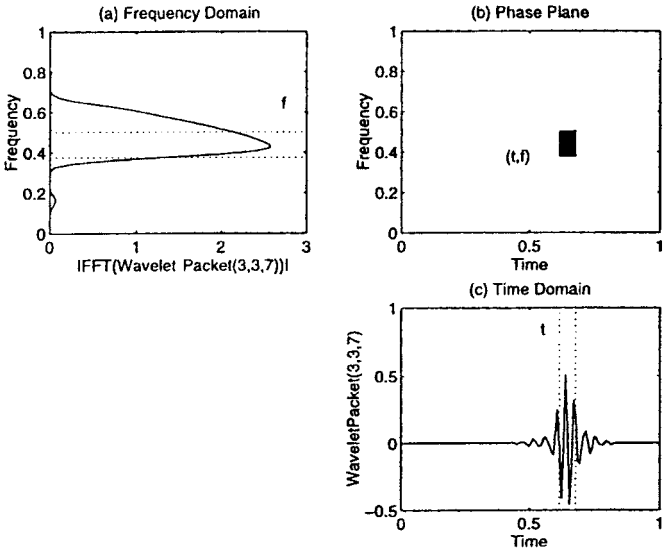 (a) Frequency Domain
1
0.8
0.6
0.4
0.2
0
Frequency
f
0 1 2 3
|FFT(Wavelet Packet(3,3,7))|
(b) Phase Plane
1
0.8
0.6
0.4
0.2
0
Frequency
(t,f)
0 0.5 1
Time
(c) Time Domain
1
0.5
0
−0.5
WaveletPacket(3,3,7)
t
0 0.5 1
Time